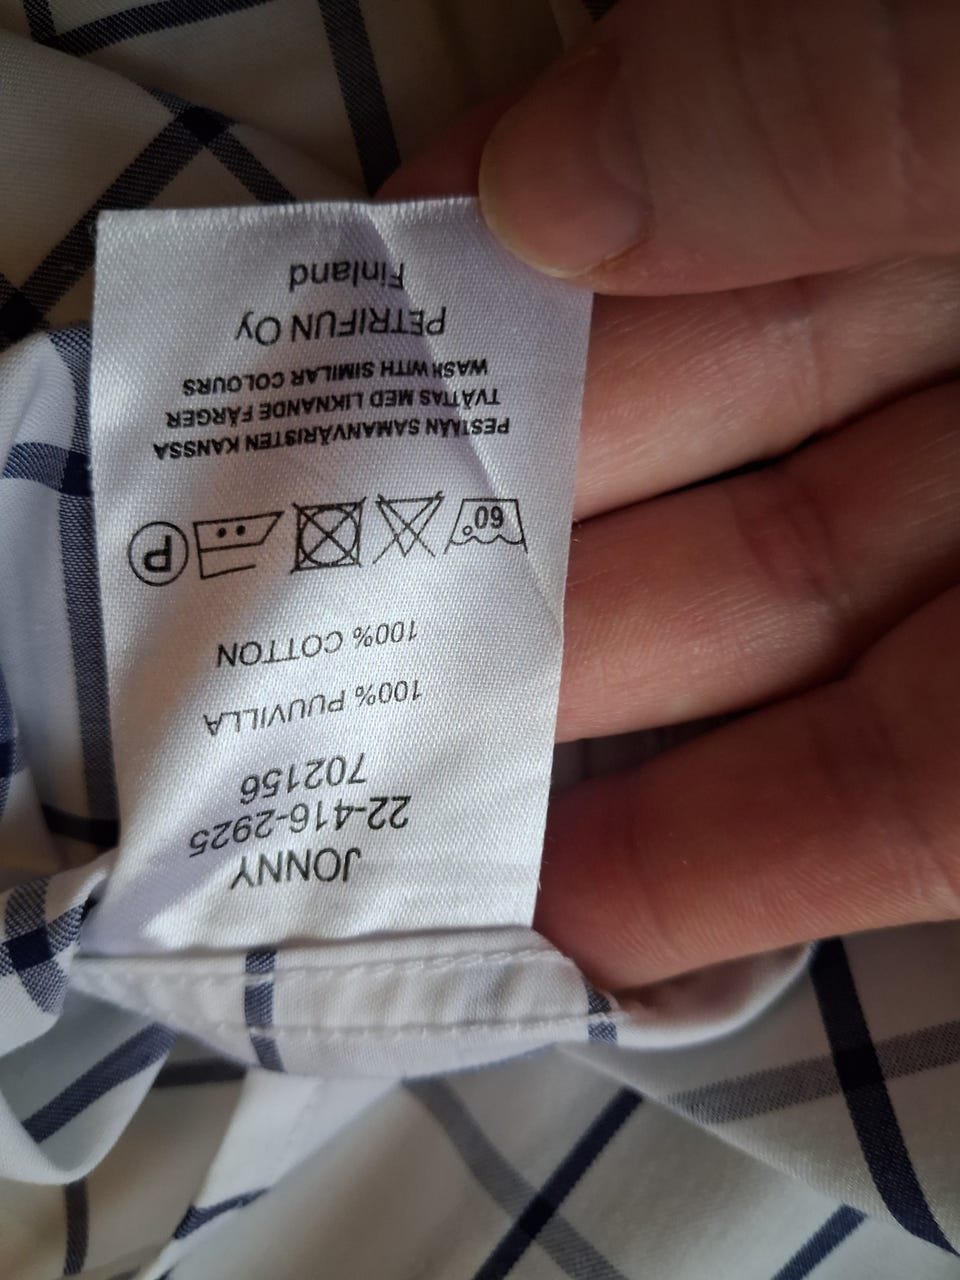 JONNY
22-416-2925
702156
100% PUUVILLA
100% COTTON
60° P
PESTÄÄN SAMANVÄRISTEN KANSSA
TVÄTTAS MED LIKNANDE FÄRGER
WASH WITH SIMILAR COLOURS
PETRIFUN Oy
Finland